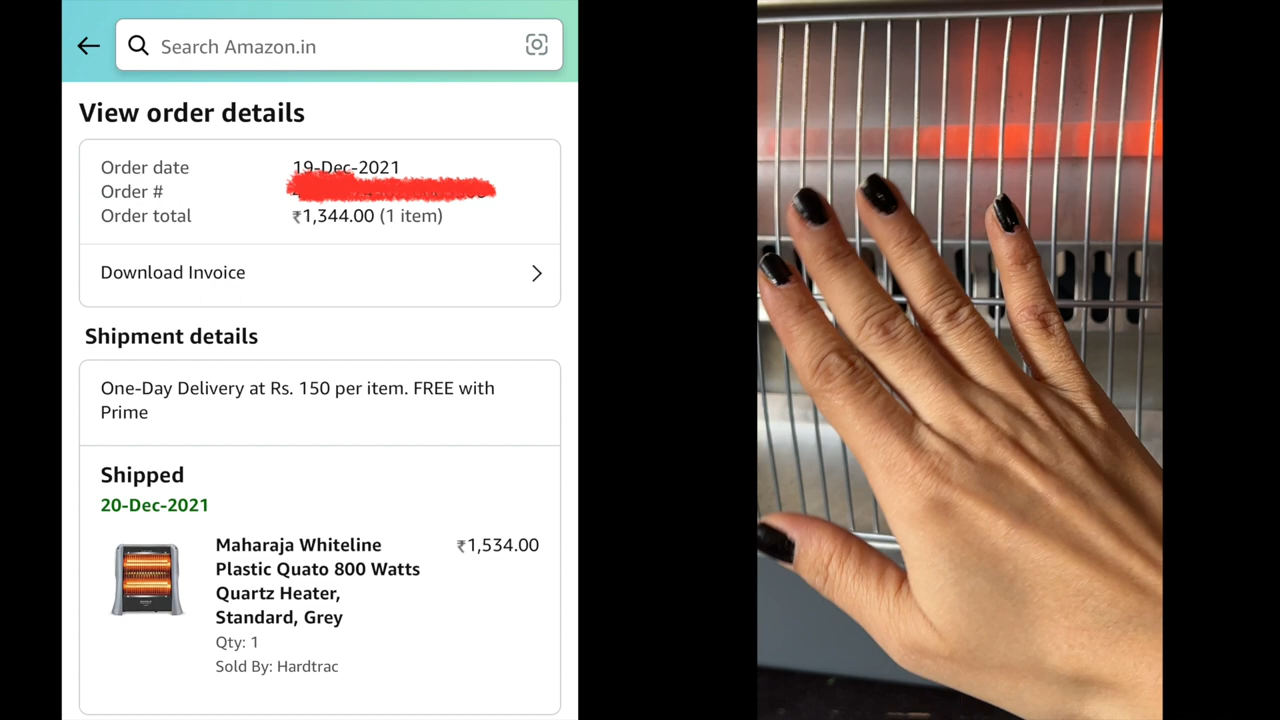 Search Amazon.in
View order details
Order date 19-Dec-2021
Order #
Order total ₹1,344.00 (1 item)
Download Invoice
Shipment details
One-Day Delivery at Rs. 150 per item. FREE with
Prime
Shipped
20-Dec-2021
Maharaja Whiteline ₹1,534.00
Plastic Quato 800 Watts
Quartz Heater,
Standard, Grey
Qty: 1
Sold By: Hardtrac